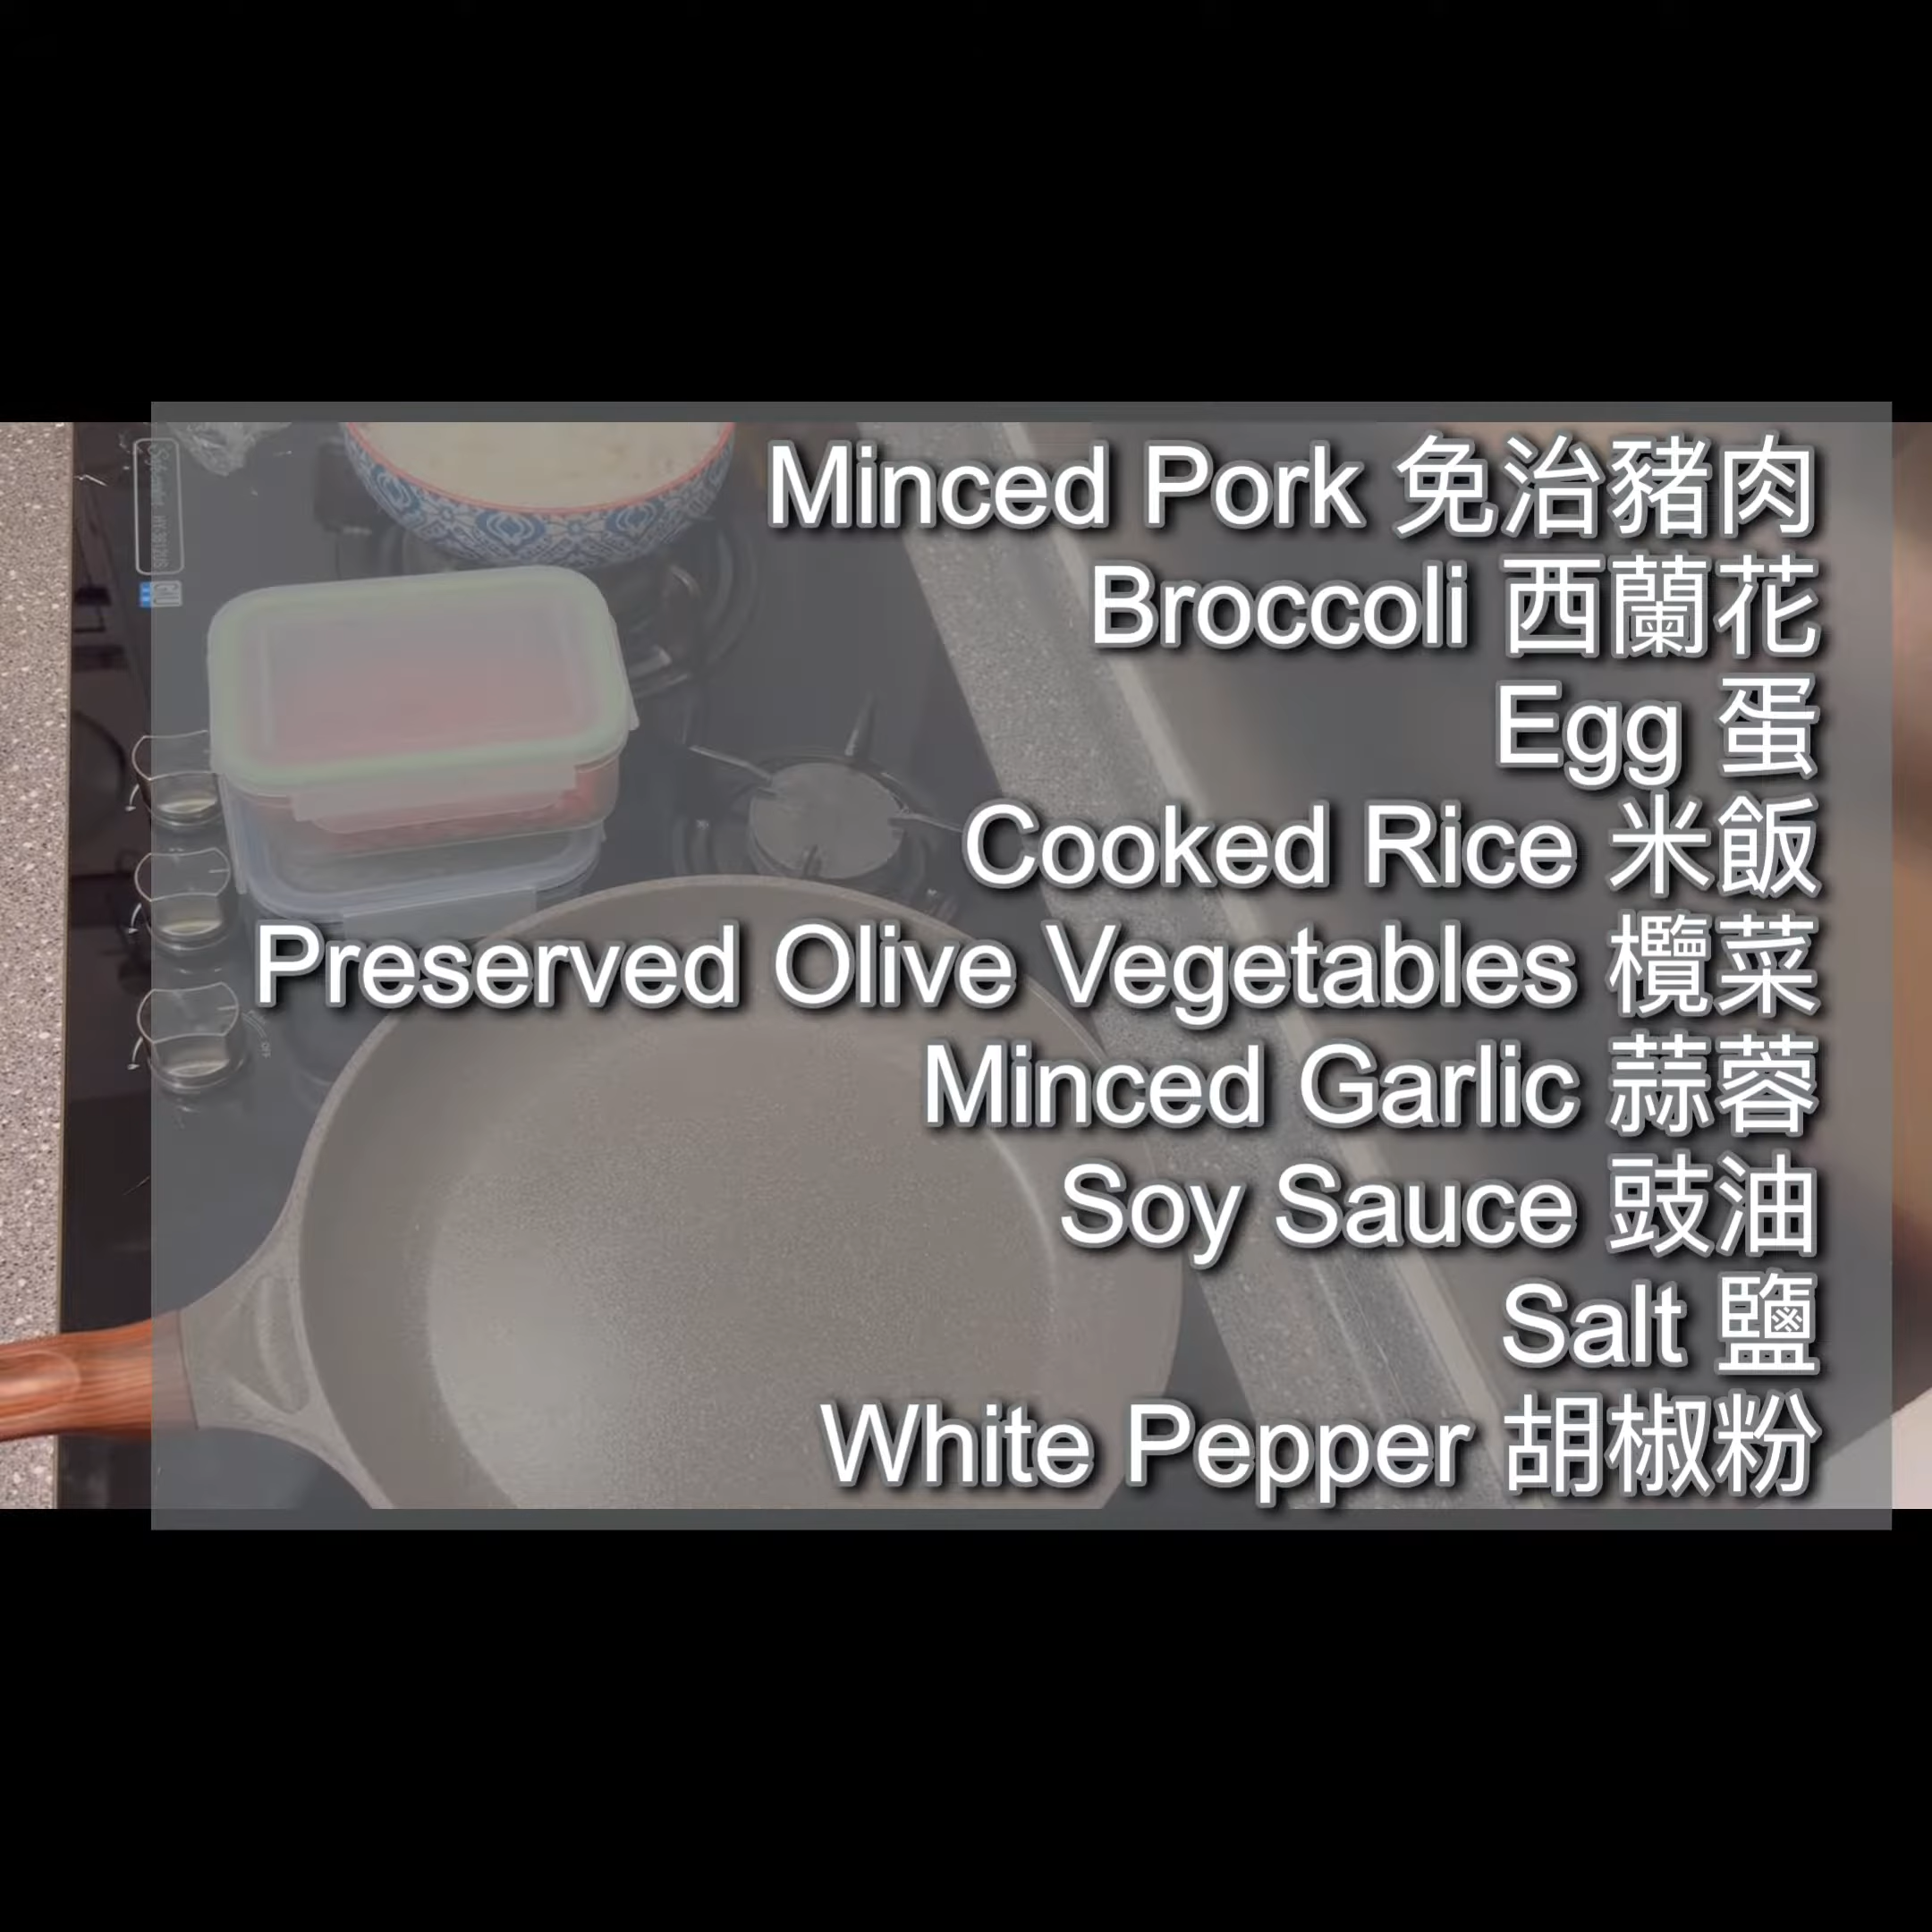 Minced Pork 免治豬肉
Broccoli 西蘭花
Egg 蛋
Cooked Rice 米飯
Preserved Olive Vegetables 欖菜
Minced Garlic 蒜蓉
Soy Sauce 豉油
Salt 鹽
White Pepper 胡椒粉